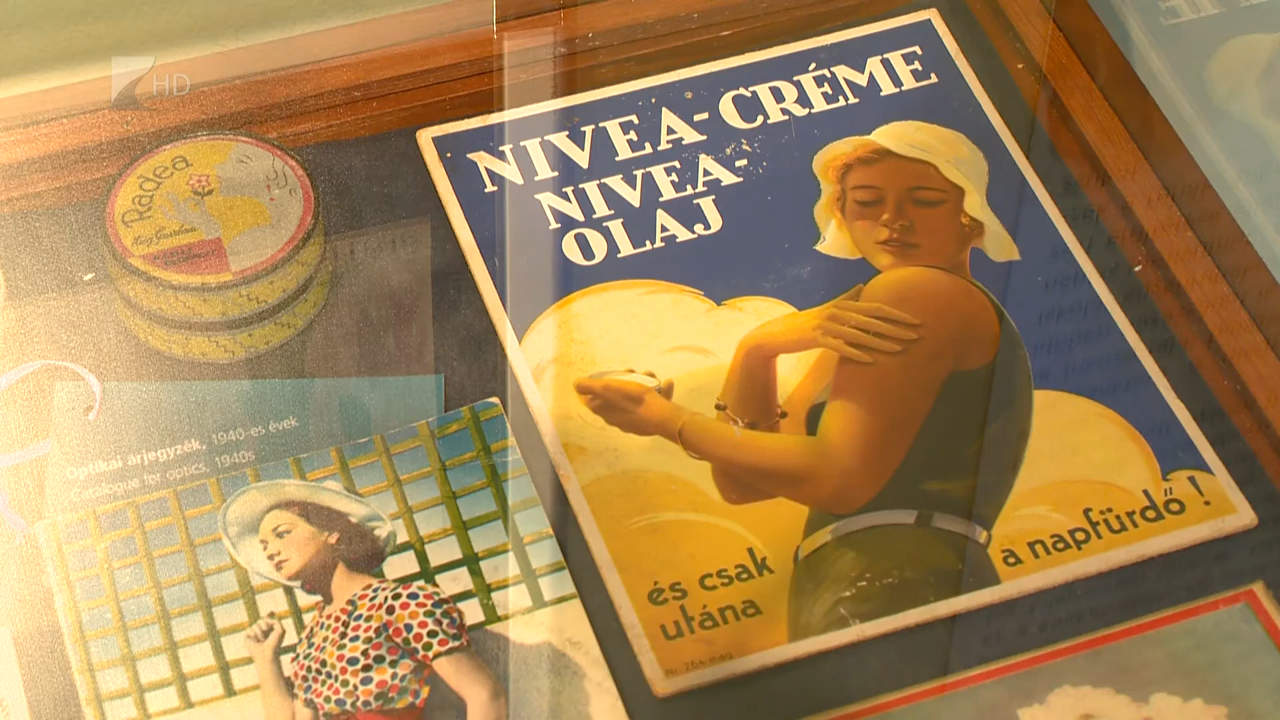 HD
Radea
NIVEA-CRÉME
NIVEA-
OLAJ
és csak
utána
a napfürdő!
Optikai árjegyzék, 1940-es évek
Catalogue for optics, 1940s